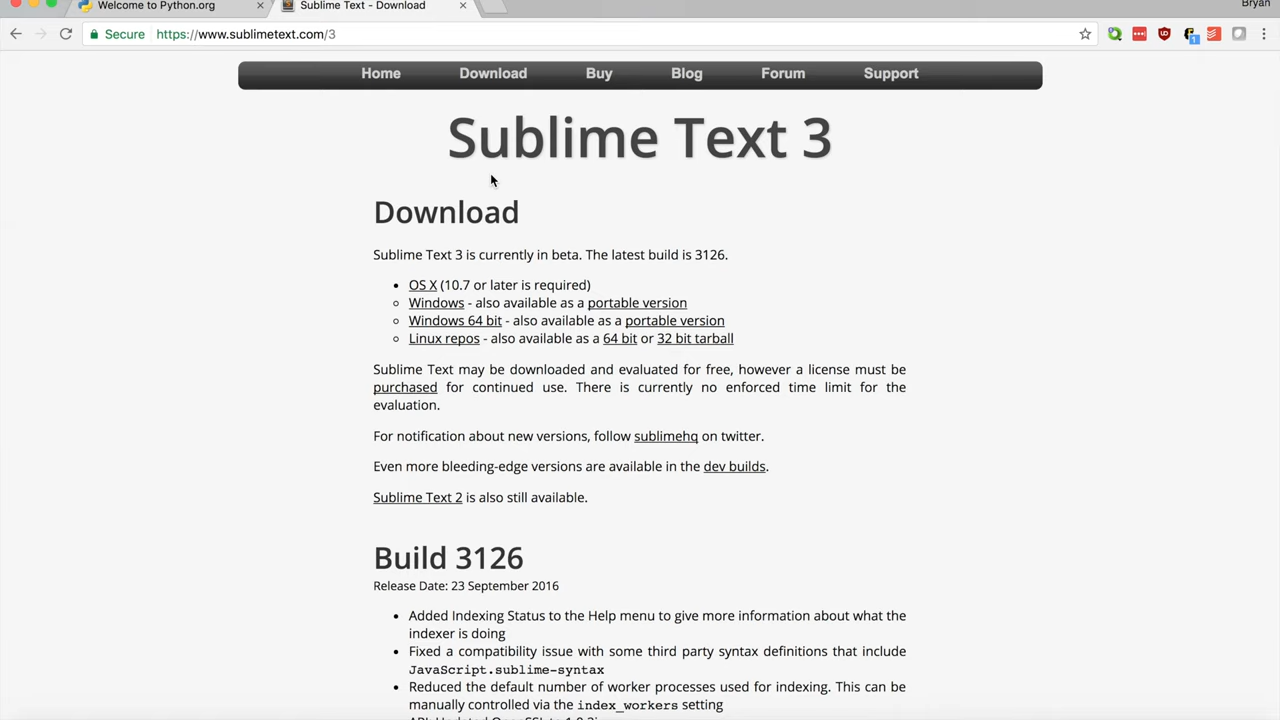 Welcome to Python.org
Sublime Text - Download
Bryan
Secure https://www.sublimetext.com/3
Home Download Buy Blog Forum Support
Sublime Text 3
Download
Sublime Text 3 is currently in beta. The latest build is 3126.
OS X (10.7 or later is required)
Windows - also available as a portable version
Windows 64 bit - also available as a portable version
Linux repos - also available as a 64 bit or 32 bit tarball
Sublime Text may be downloaded and evaluated for free, however a license must be
purchased for continued use. There is currently no enforced time limit for the
evaluation.
For notification about new versions, follow sublimehq on twitter.
Even more bleeding-edge versions are available in the dev builds.
Sublime Text 2 is also still available.
Build 3126
Release Date: 23 September 2016
Added Indexing Status to the Help menu to give more information about what the
indexer is doing
Fixed a compatibility issue with some third party syntax definitions that include
JavaScript.sublime-syntax
Reduced the default number of worker processes used for indexing. This can be
manually controlled via the index_workers setting